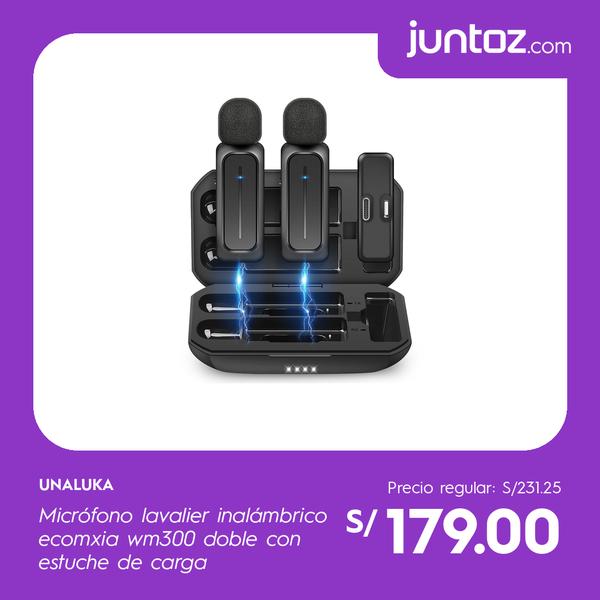 juntoz.com
UNALUKA
Micrófono lavalier inalámbrico
ecomxia wm300 doble con
estuche de carga
Precio regular: S/231.25
S/179.00